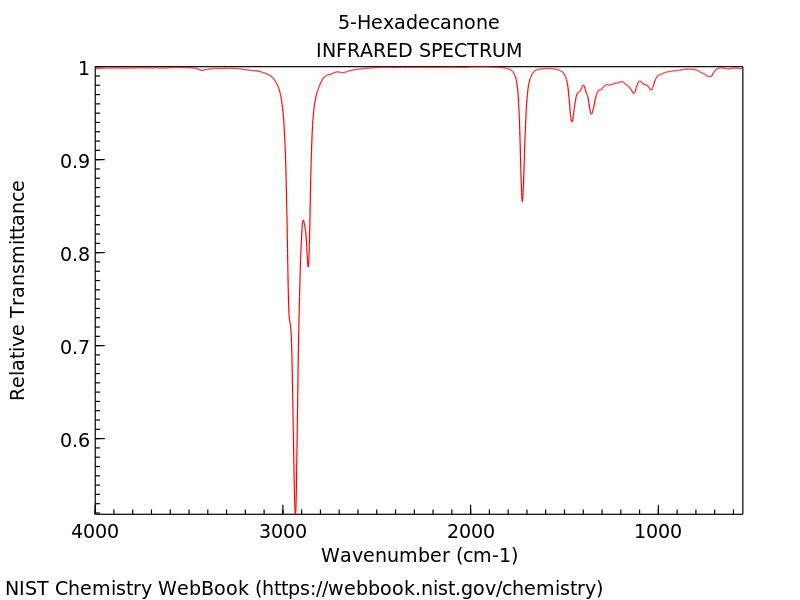 5-Hexadecanone
INFRARED SPECTRUM
1
0.9
0.8
0.7
0.6
Relative Transmittance
4000 3000 2000 1000
Wavenumber (cm-1)
NIST Chemistry WebBook (https://webbook.nist.gov/chemistry)